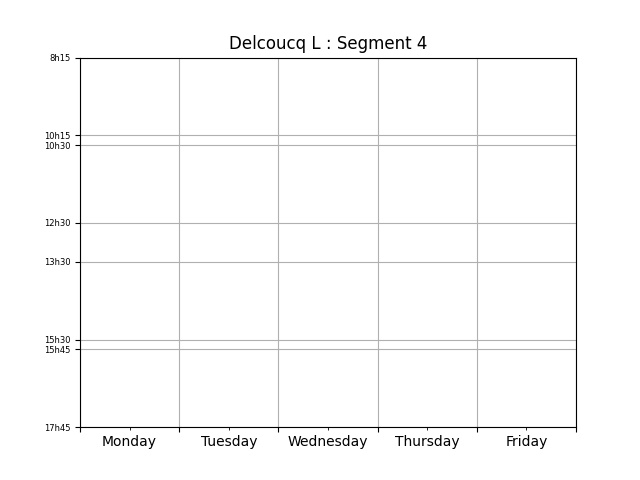 Delcoucq L : Segment 4
8h15
10h15
10h30
12h30
13h30
15h30
15h45
17h45
Monday Tuesday Wednesday Thursday Friday